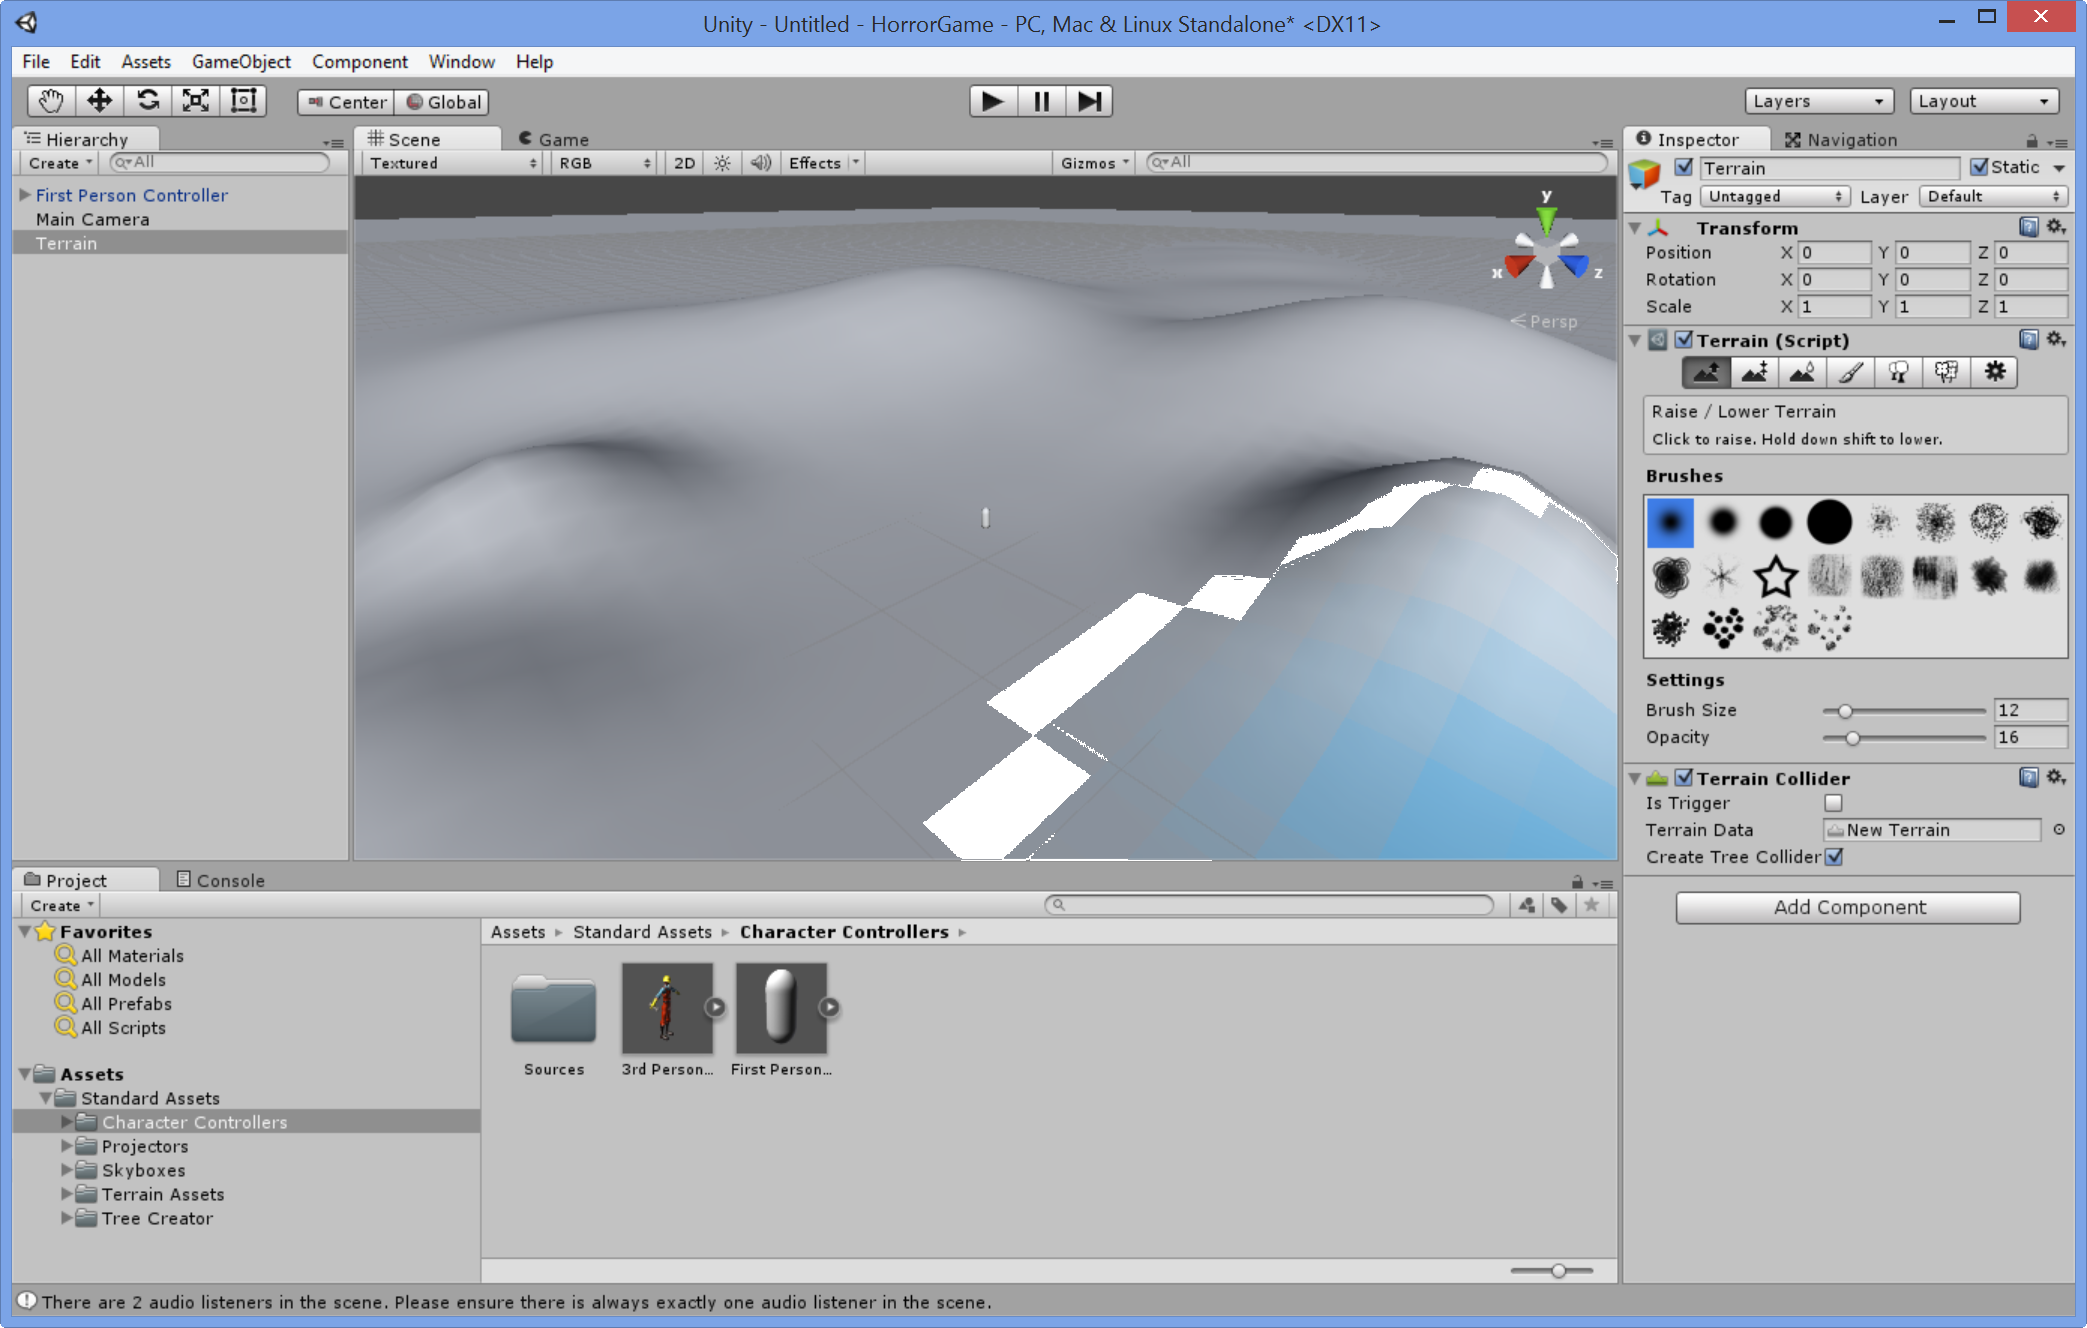 Unity - Untitled - HorrorGame - PC, Mac & Linux Standalone* <DX11>
File Edit Assets GameObject Component Window Help
Center Global Layers Layout
Hierarchy
Create All
First Person Controller
Main Camera
Terrain
Scene Game
Textured RGB 2D Effects Gizmos All
y
x z
Persp
Inspector Navigation
Terrain Static
Tag Untagged Layer Default
Transform
Position X 0 Y 0 Z 0
Rotation X 0 Y 0 Z 0
Scale X 1 Y 1 Z 1
Terrain (Script)
Raise / Lower Terrain
Click to raise. Hold down shift to lower.
Brushes
Settings
Brush Size 12
Opacity 16
Terrain Collider
Is Trigger
Terrain Data New Terrain
Create Tree Collider
Add Component
Project Console
Create
Favorites
All Materials
All Models
All Prefabs
All Scripts
Assets
Standard Assets
Character Controllers
Projectors
Skyboxes
Terrain Assets
Tree Creator
Assets Standard Assets Character Controllers
Sources 3rd Person... First Person...
There are 2 audio listeners in the scene. Please ensure there is always exactly one audio listener in the scene.